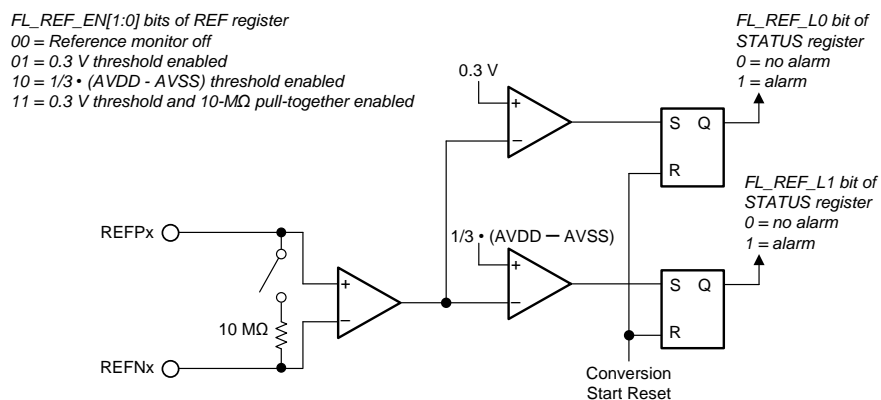 FL_REF_EN[1:0] bits of REF register
00 = Reference monitor off
01 = 0.3 V threshold enabled
10 = 1/3 • (AVDD - AVSS) threshold enabled
11 = 0.3 V threshold and 10-MΩ pull-together enabled
FL_REF_L0 bit of
STATUS register
0 = no alarm
1 = alarm
0.3 V
+
−
S Q
R
FL_REF_L1 bit of
STATUS register
0 = no alarm
1 = alarm
REFPx
1/3 • (AVDD − AVSS)
+
−
S Q
R
+
−
10 MΩ
REFNx
Conversion
Start Reset